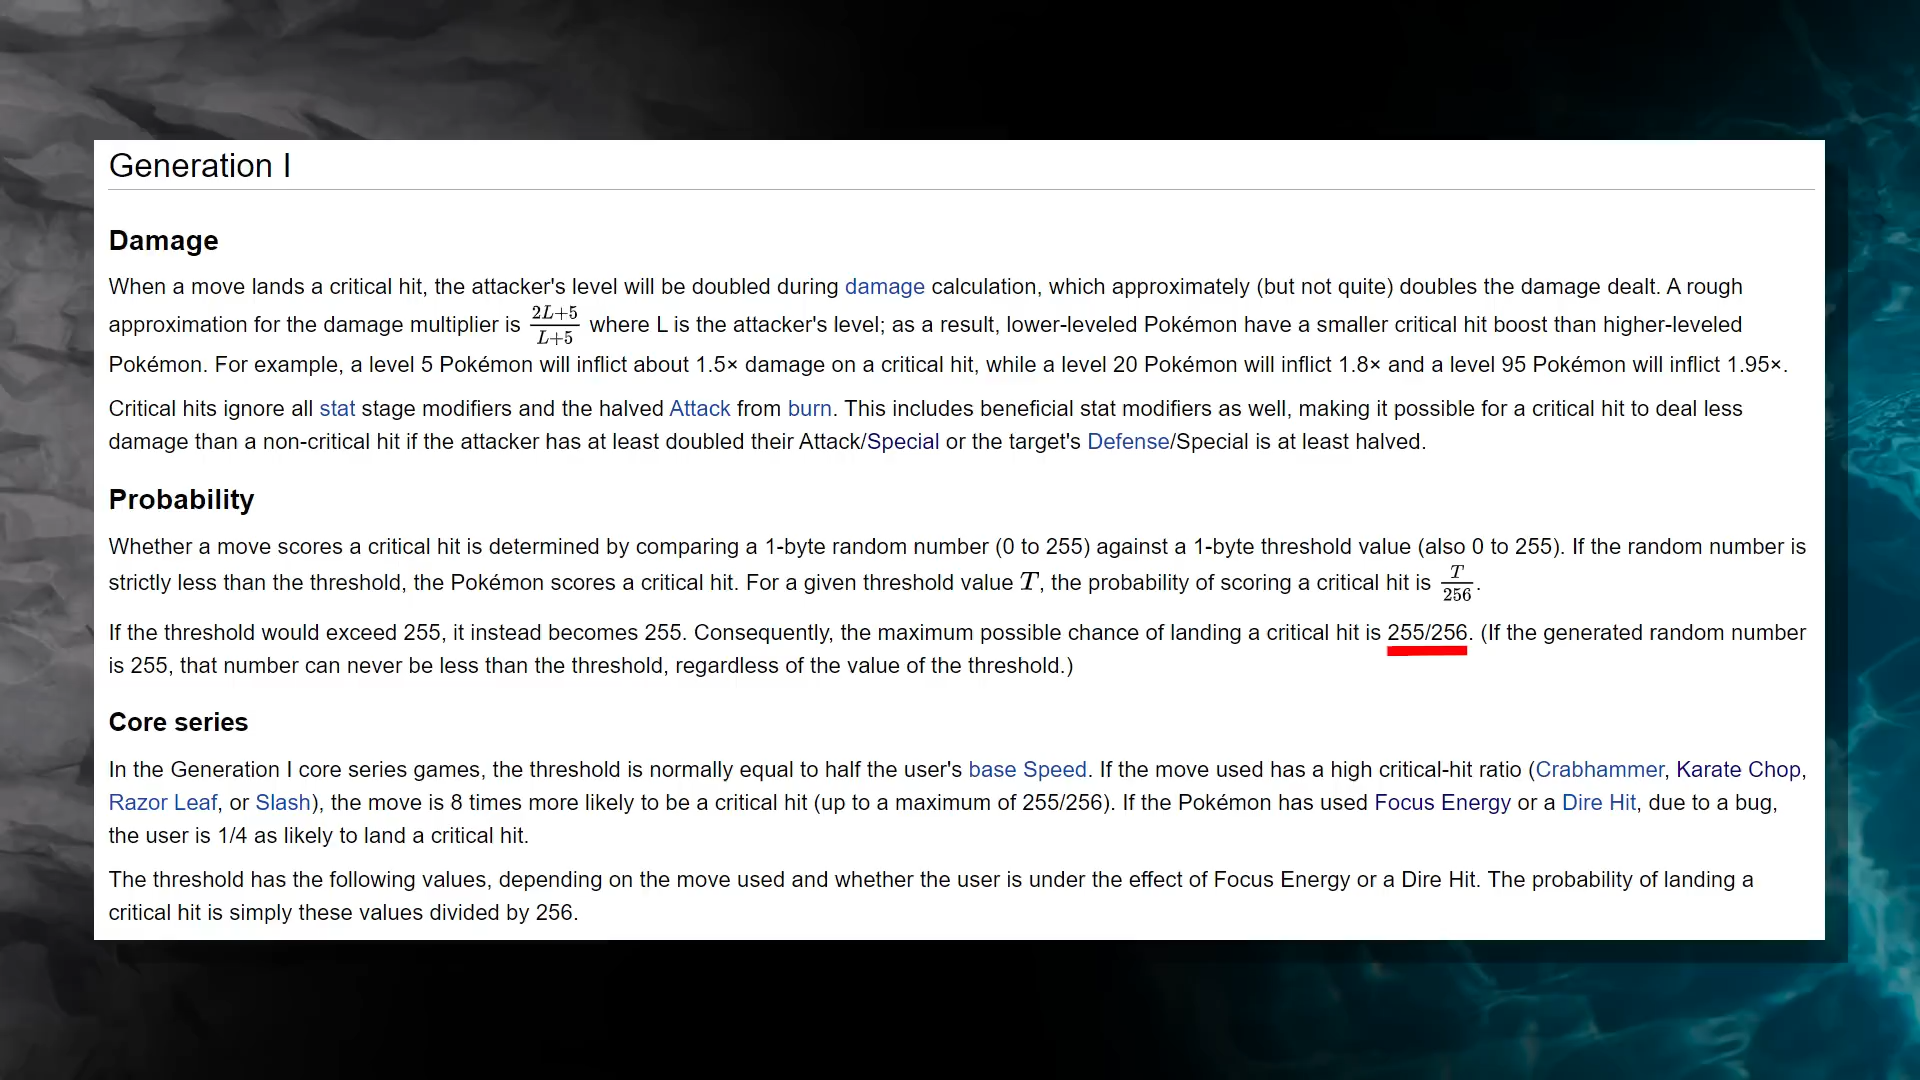 Generation I
Damage
When a move lands a critical hit, the attacker's level will be doubled during damage calculation, which approximately (but not quite) doubles the damage dealt. A rough
approximation for the damage multiplier is (2L+5)/(L+5) where L is the attacker's level; as a result, lower-leveled Pokémon have a smaller critical hit boost than higher-leveled
Pokémon. For example, a level 5 Pokémon will inflict about 1.5× damage on a critical hit, while a level 20 Pokémon will inflict 1.8× and a level 95 Pokémon will inflict 1.95×.
Critical hits ignore all stat stage modifiers and the halved Attack from burn. This includes beneficial stat modifiers as well, making it possible for a critical hit to deal less
damage than a non-critical hit if the attacker has at least doubled their Attack/Special or the target's Defense/Special is at least halved.
Probability
Whether a move scores a critical hit is determined by comparing a 1-byte random number (0 to 255) against a 1-byte threshold value (also 0 to 255). If the random number is
strictly less than the threshold, the Pokémon scores a critical hit. For a given threshold value T, the probability of scoring a critical hit is T/256.
If the threshold would exceed 255, it instead becomes 255. Consequently, the maximum possible chance of landing a critical hit is 255/256. (If the generated random number
is 255, that number can never be less than the threshold, regardless of the value of the threshold.)
Core series
In the Generation I core series games, the threshold is normally equal to half the user's base Speed. If the move used has a high critical-hit ratio (Crabhammer, Karate Chop,
Razor Leaf, or Slash), the move is 8 times more likely to be a critical hit (up to a maximum of 255/256). If the Pokémon has used Focus Energy or a Dire Hit, due to a bug,
the user is 1/4 as likely to land a critical hit.
The threshold has the following values, depending on the move used and whether the user is under the effect of Focus Energy or a Dire Hit. The probability of landing a
critical hit is simply these values divided by 256.